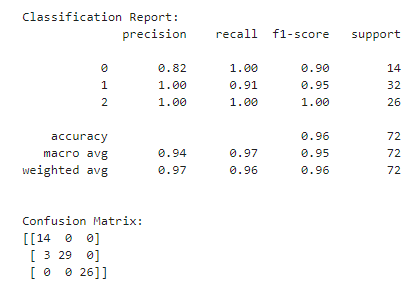 Classification Report:
precision recall f1-score support
0 0.82 1.00 0.90 14
1 1.00 0.91 0.95 32
2 1.00 1.00 1.00 26
accuracy 0.96 72
macro avg 0.94 0.97 0.95 72
weighted avg 0.97 0.96 0.96 72
Confusion Matrix:
[[14 0 0]
[ 3 29 0]
[ 0 0 26]]